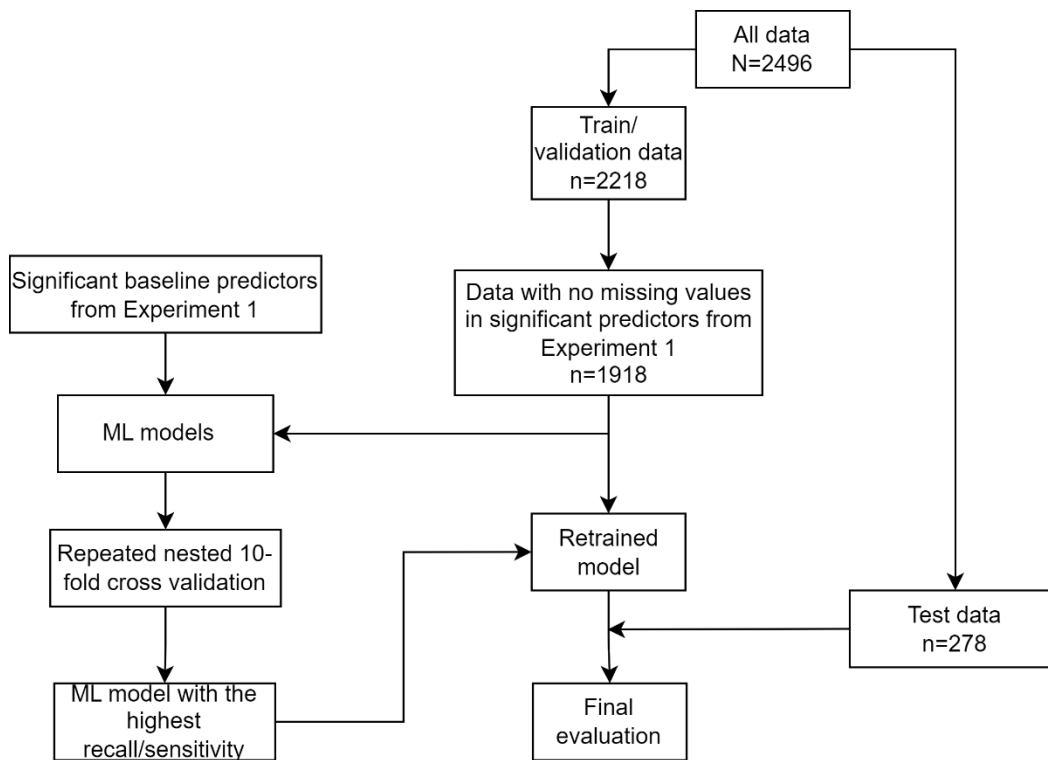 All data
N=2496
Train/
validation data
n=2218
Significant baseline predictors
from Experiment 1
Data with no missing values
in significant predictors from
Experiment 1
n=1918
ML models
Repeated nested 10-
fold cross validation
Retrained
model
Test data
n=278
ML model with the
highest
recall/sensitivity
Final
evaluation